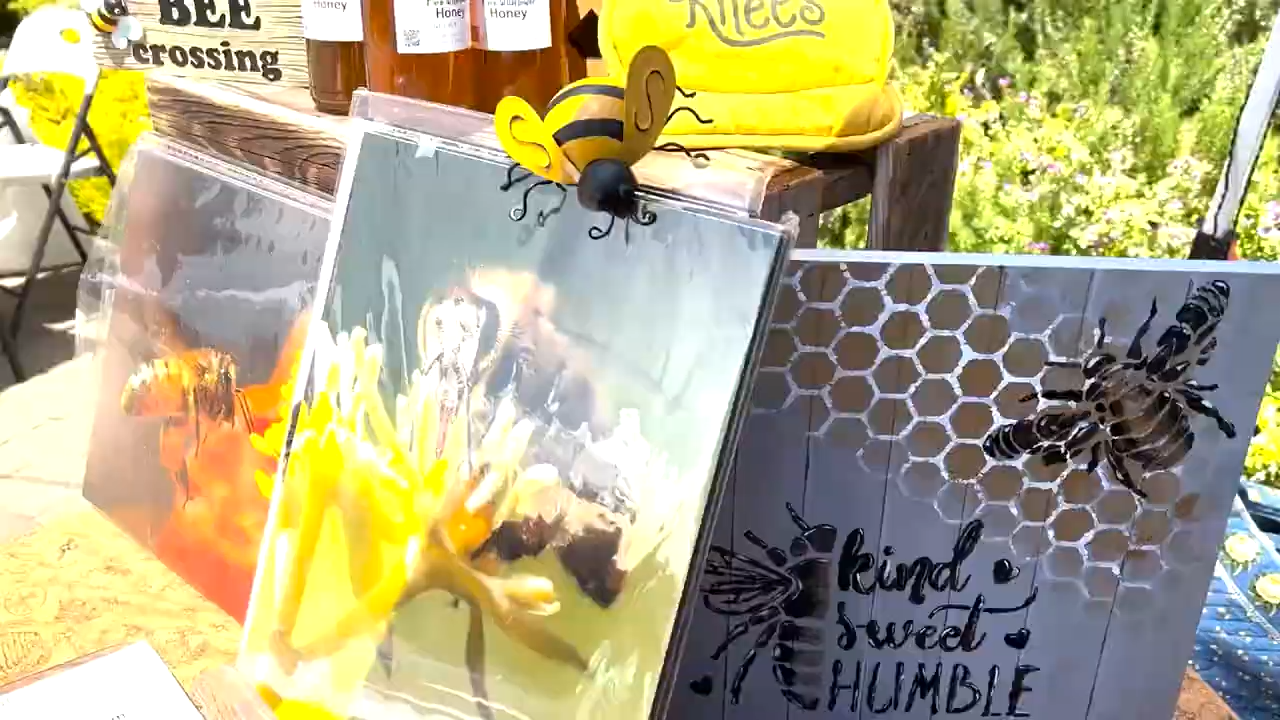 BEE
crossing
Honey
Honey
Honey
Knees
kind
sweet
HUMBLE